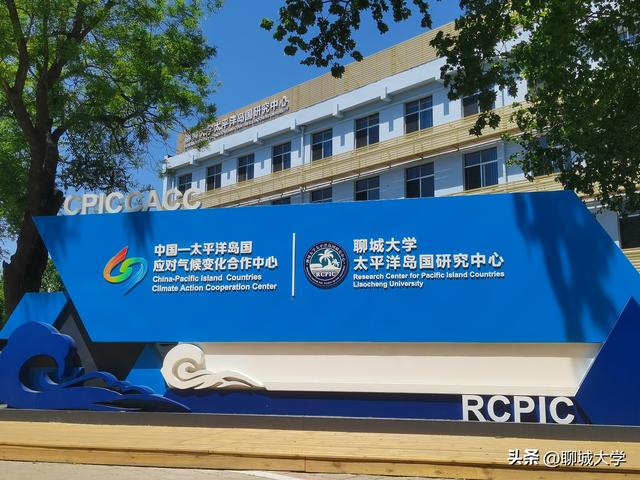 太平洋岛国研究中心
CPICCACC
中国—太平洋岛国
应对气候变化合作中心
China-Pacific Island Countries
Climate Action Cooperation Center
RCPIC
聊城大学
太平洋岛国研究中心
Research Center for Pacific Island Countries
Liaocheng University
RCPIC
头条 @聊城大学